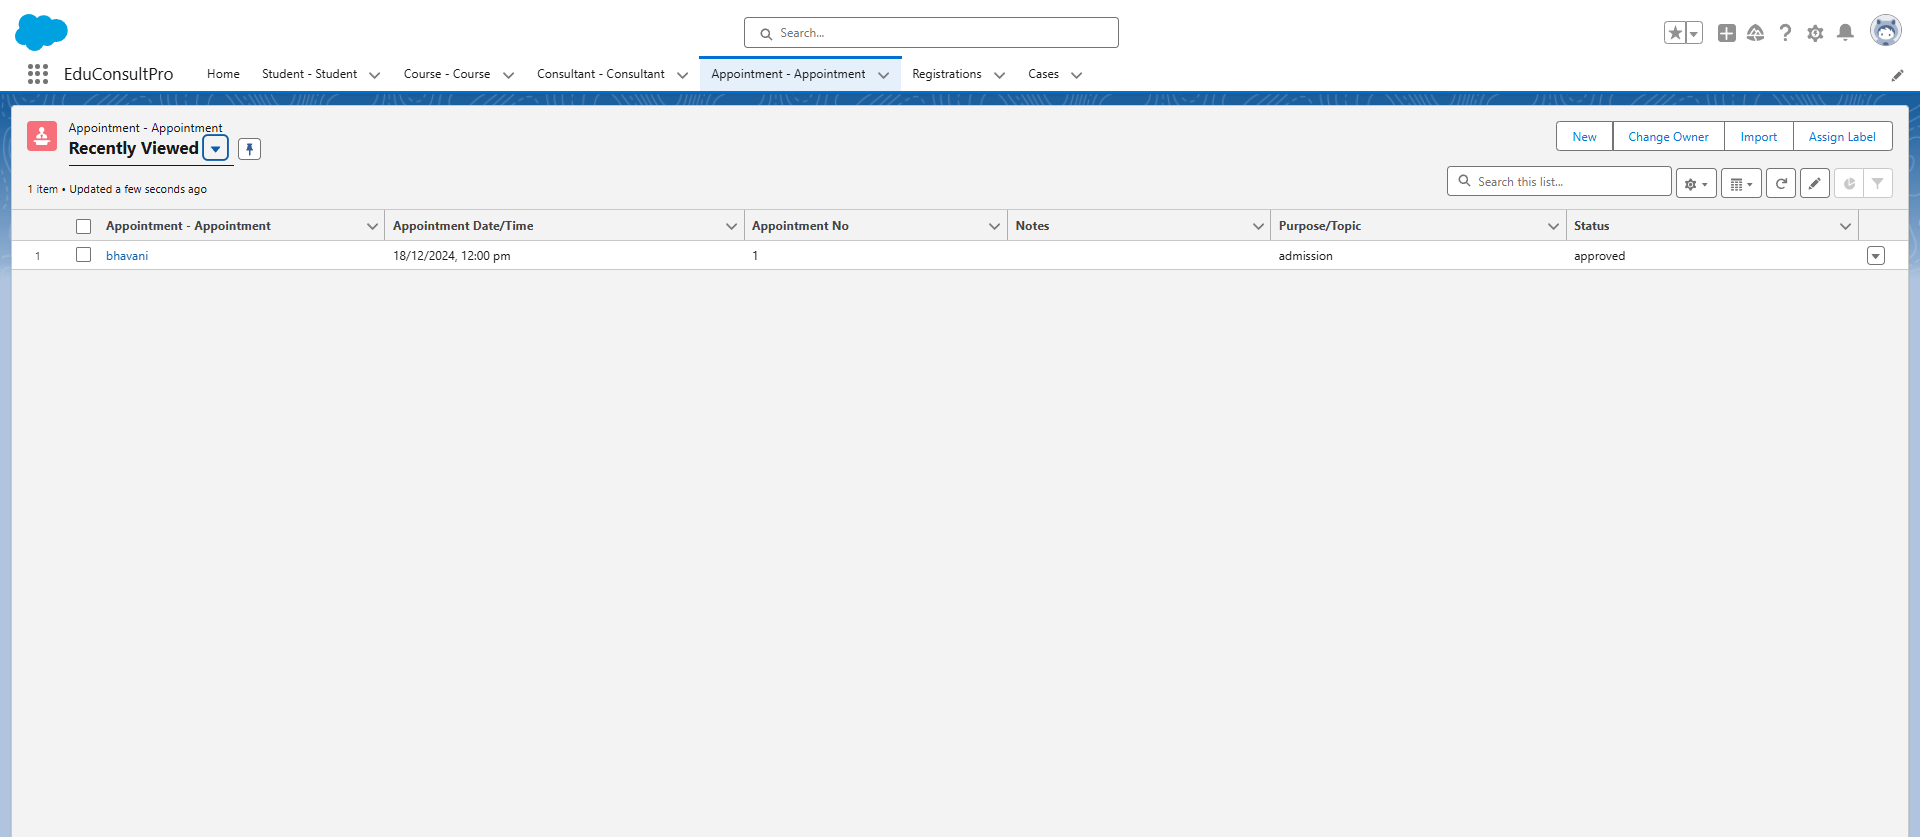 Search...
EduConsultPro Home Student - Student Course - Course Consultant - Consultant Appointment - Appointment Registrations Cases
Appointment - Appointment
Recently Viewed
New Change Owner Import Assign Label
1 item • Updated a few seconds ago
Search this list...
Appointment - Appointment Appointment Date/Time Appointment No Notes Purpose/Topic Status
1 bhavani 18/12/2024, 12:00 pm 1 admission approved